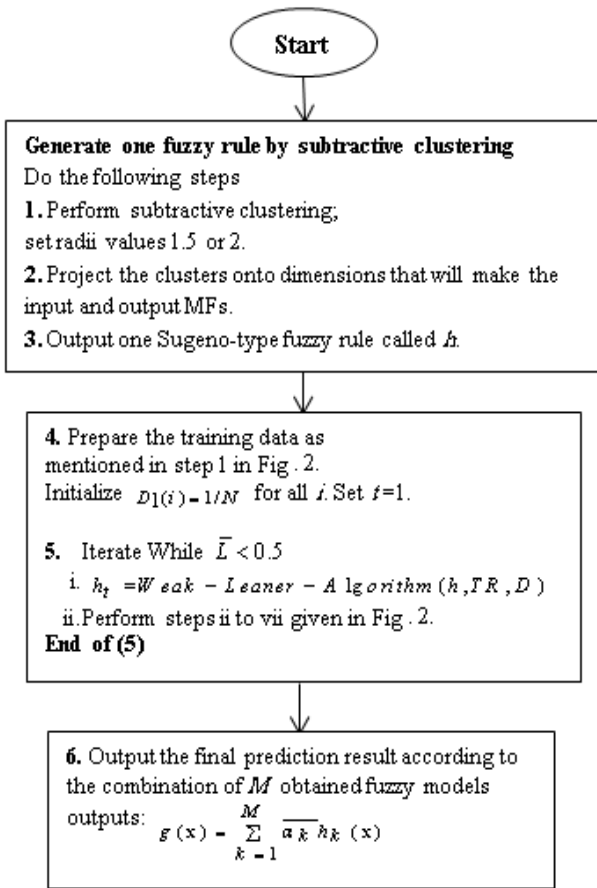 Start
Generate one fuzzy rule by subtractive clustering
Do the following steps
1. Perform subtractive clustering;
set radii values 1.5 or 2.
2. Project the clusters onto dimensions that will make the
input and output MFs.
3. Output one Sugeno-type fuzzy rule called h.
4. Prepare the training data as
mentioned in step 1 in Fig. 2.
Initialize D1(i) = 1/N for all i. Set t=1.
5. Iterate While L̅ < 0.5
i. h_t = Weak − Leaner − Algorithm (h, TR, D)
ii. Perform steps ii to vii given in Fig. 2.
End of (5)
6. Output the final prediction result according to
the combination of M obtained fuzzy models
outputs: g(x) = M∑k=1 a̅k̅ hk (x)